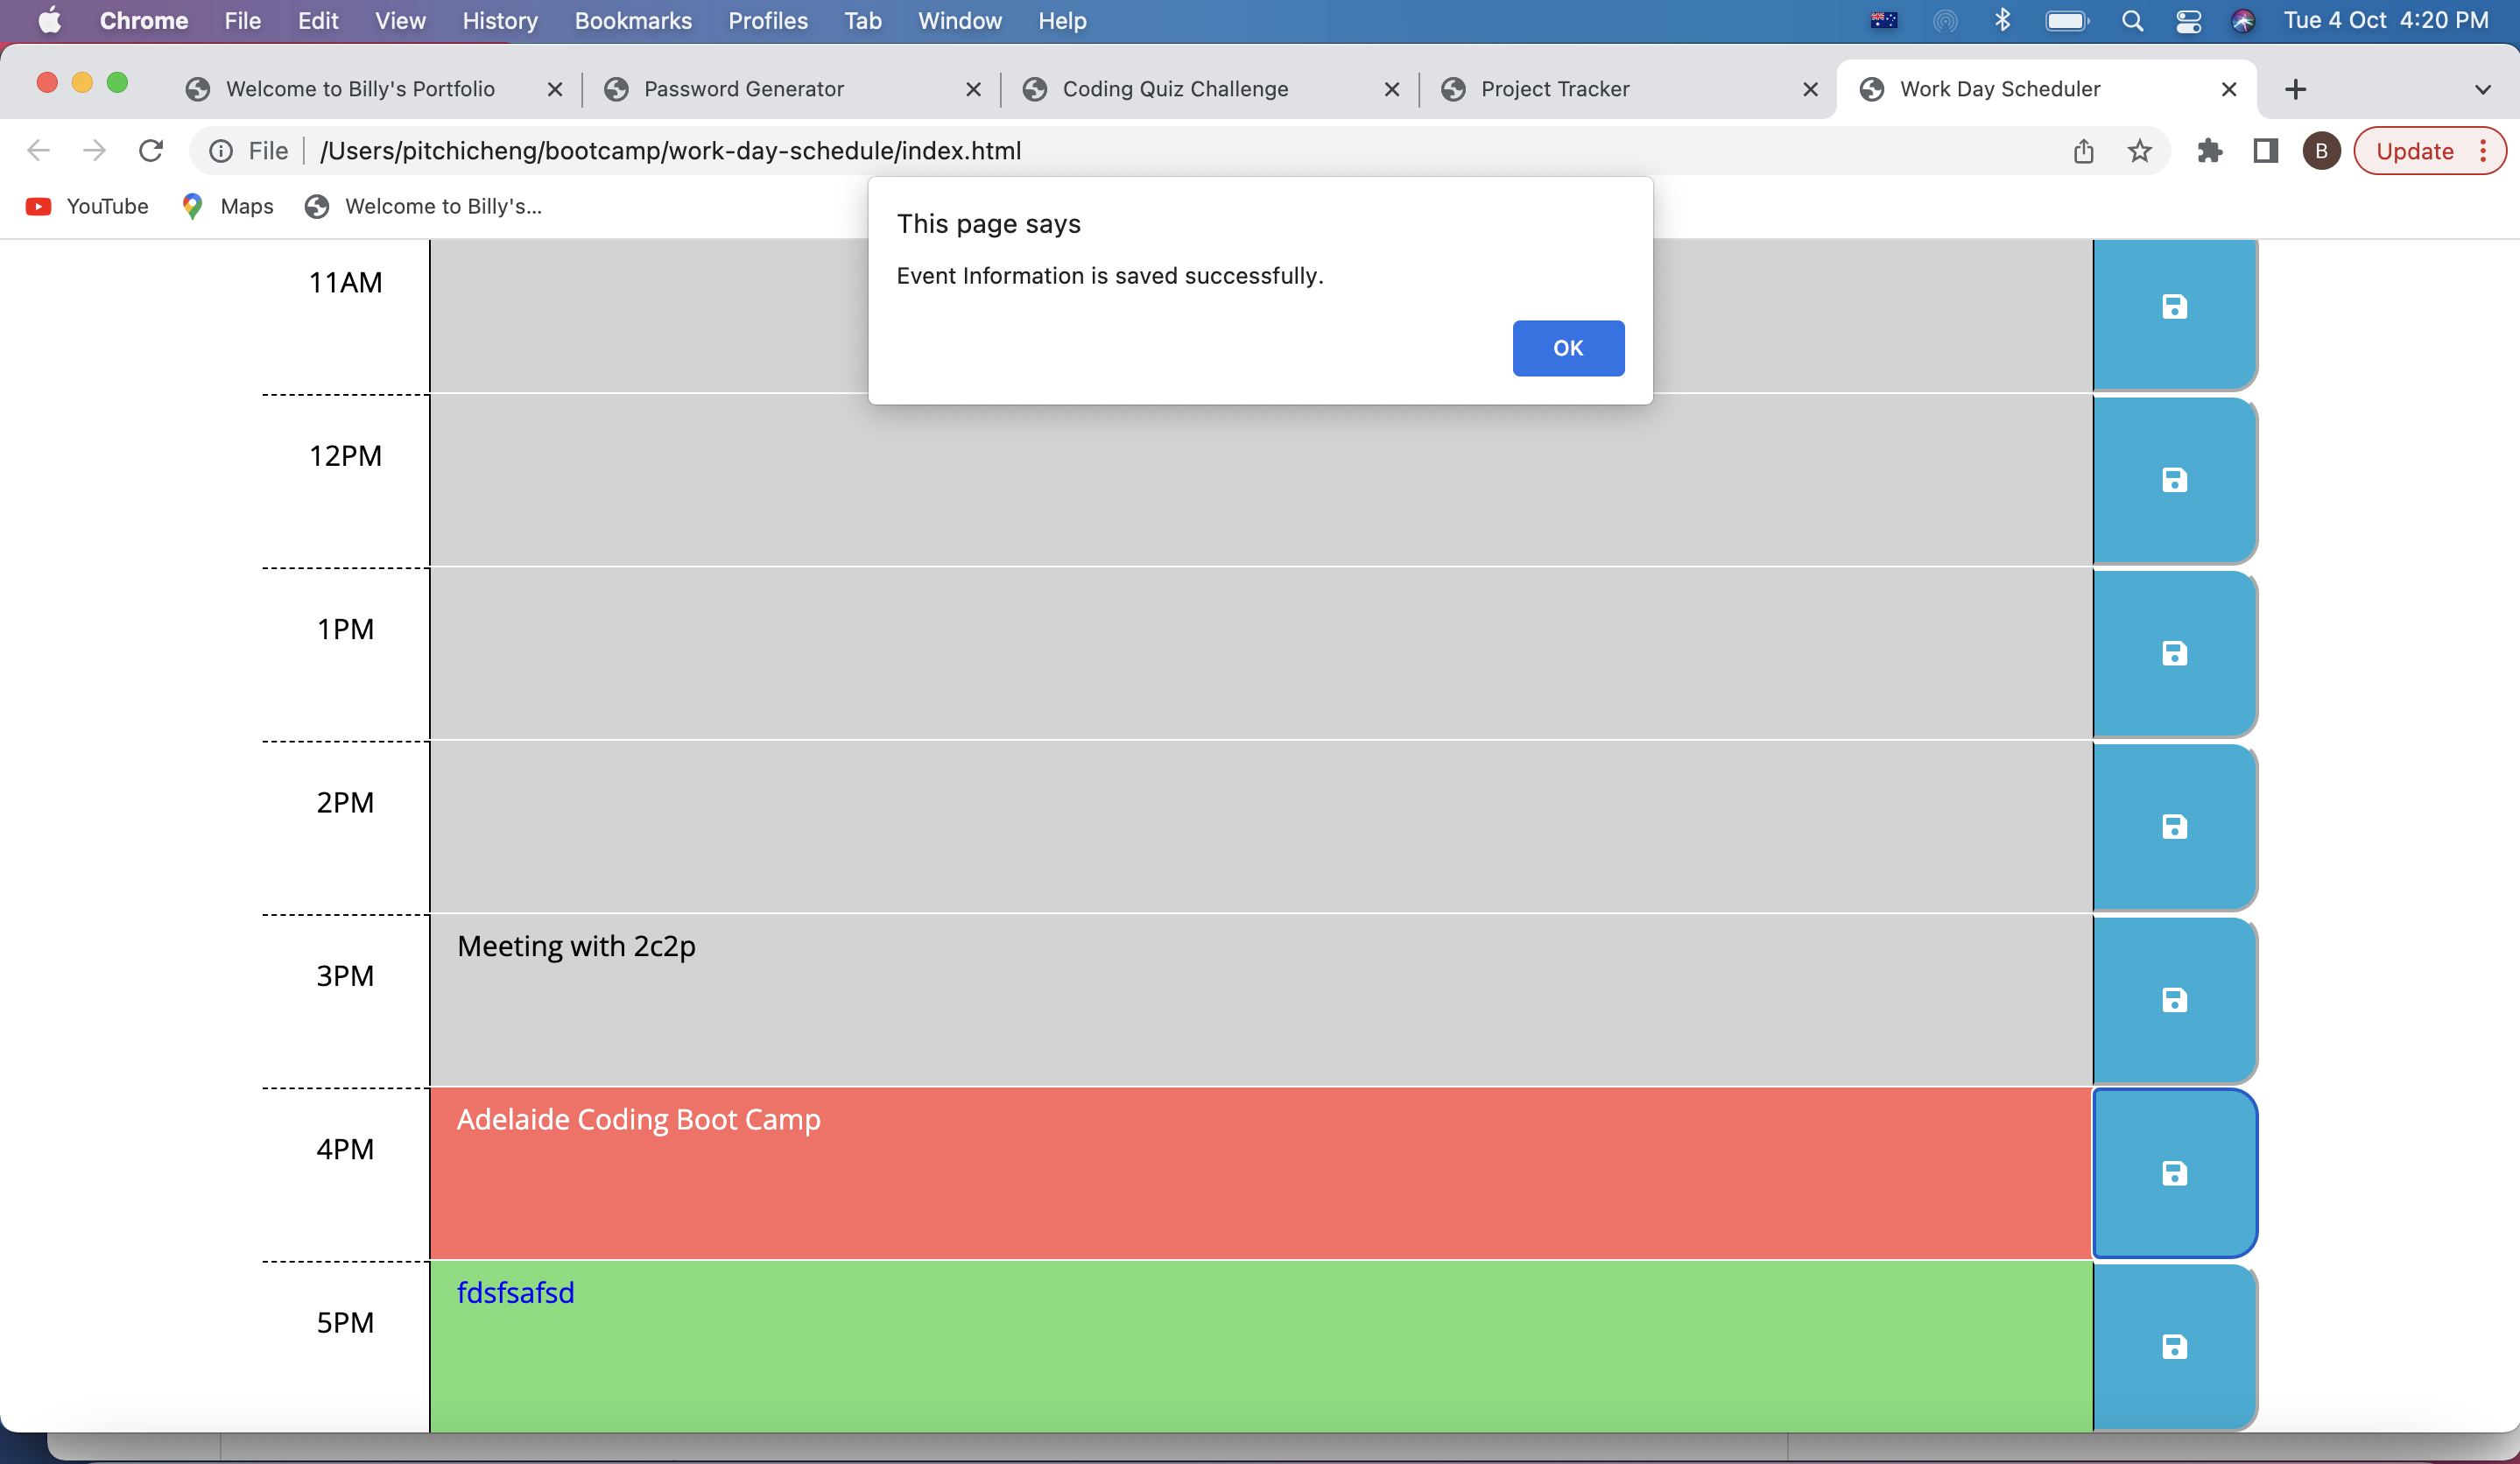 Chrome File Edit View History Bookmarks Profiles Tab Window Help Tue 4 Oct 4:20 PM
Welcome to Billy's Portfolio Password Generator Coding Quiz Challenge Project Tracker Work Day Scheduler
File /Users/pitchicheng/bootcamp/work-day-schedule/index.html B Update
YouTube Maps Welcome to Billy's...
This page says
Event Information is saved successfully.
OK
11AM
12PM
1PM
2PM
3PM Meeting with 2c2p
4PM Adelaide Coding Boot Camp
5PM fdsfsafsd